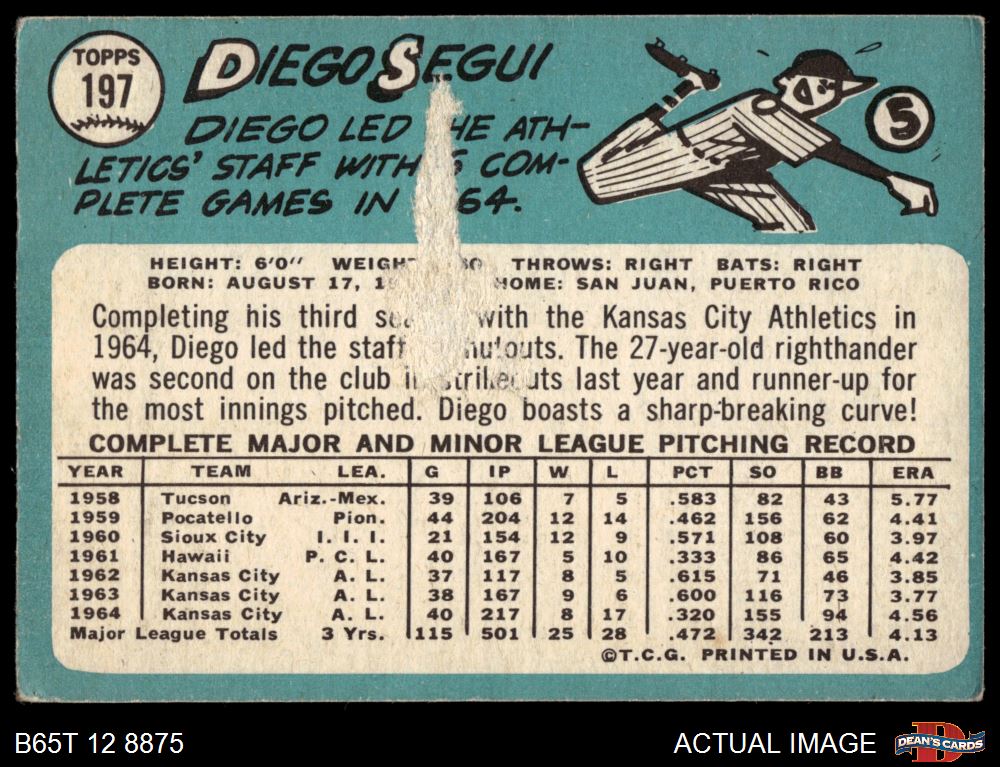 TOPPS
197
DIEGO SEGUI
DIEGO LED HE ATH-
LETICS' STAFF WITH COM-
PLETE GAMES IN 64.
5
HEIGHT: 6'0" WEIGHT THROWS: RIGHT BATS: RIGHT
BORN: AUGUST 17, HOME: SAN JUAN, PUERTO RICO
Completing his third with the Kansas City Athletics in
1964, Diego led the staff shutouts. The 27-year-old righthander
was second on the club in strikeouts last year and runner-up for
the most innings pitched. Diego boasts a sharp-breaking curve!
COMPLETE MAJOR AND MINOR LEAGUE PITCHING RECORD
YEAR TEAM LEA. G IP W L PCT SO BB ERA
1958 Tucson Ariz.-Mex. 39 106 7 5 .583 82 43 5.77
1959 Pocatello Pion. 44 204 12 14 .462 156 62 4.41
1960 Sioux City I. I. I. 21 154 12 9 .571 108 60 3.97
1961 Hawaii P. C. L. 40 167 5 10 .333 86 65 4.42
1962 Kansas City A. L. 37 117 8 5 .615 71 46 3.85
1963 Kansas City A. L. 38 167 9 6 .600 116 73 3.77
1964 Kansas City A. L. 40 217 8 17 .320 155 94 4.56
Major League Totals 3 Yrs. 115 501 25 28 .472 342 213 4.13
©T.C.G. PRINTED IN U.S.A.
B65T 12 8875
ACTUAL IMAGE
DEAN'S CARDS